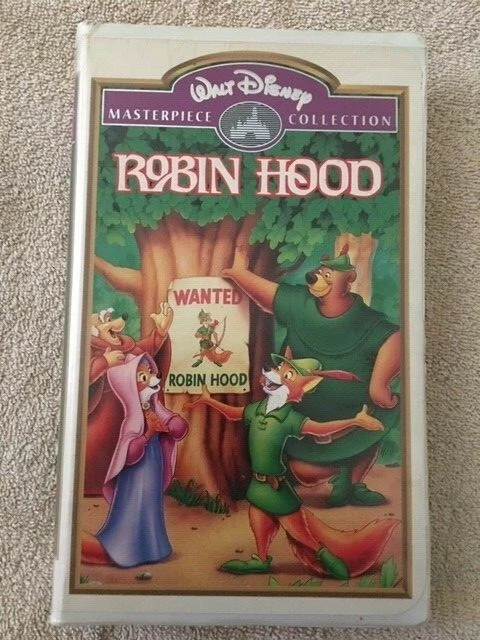 WALT DISNEY
MASTERPIECE COLLECTION
ROBIN HOOD
WANTED
ROBIN HOOD